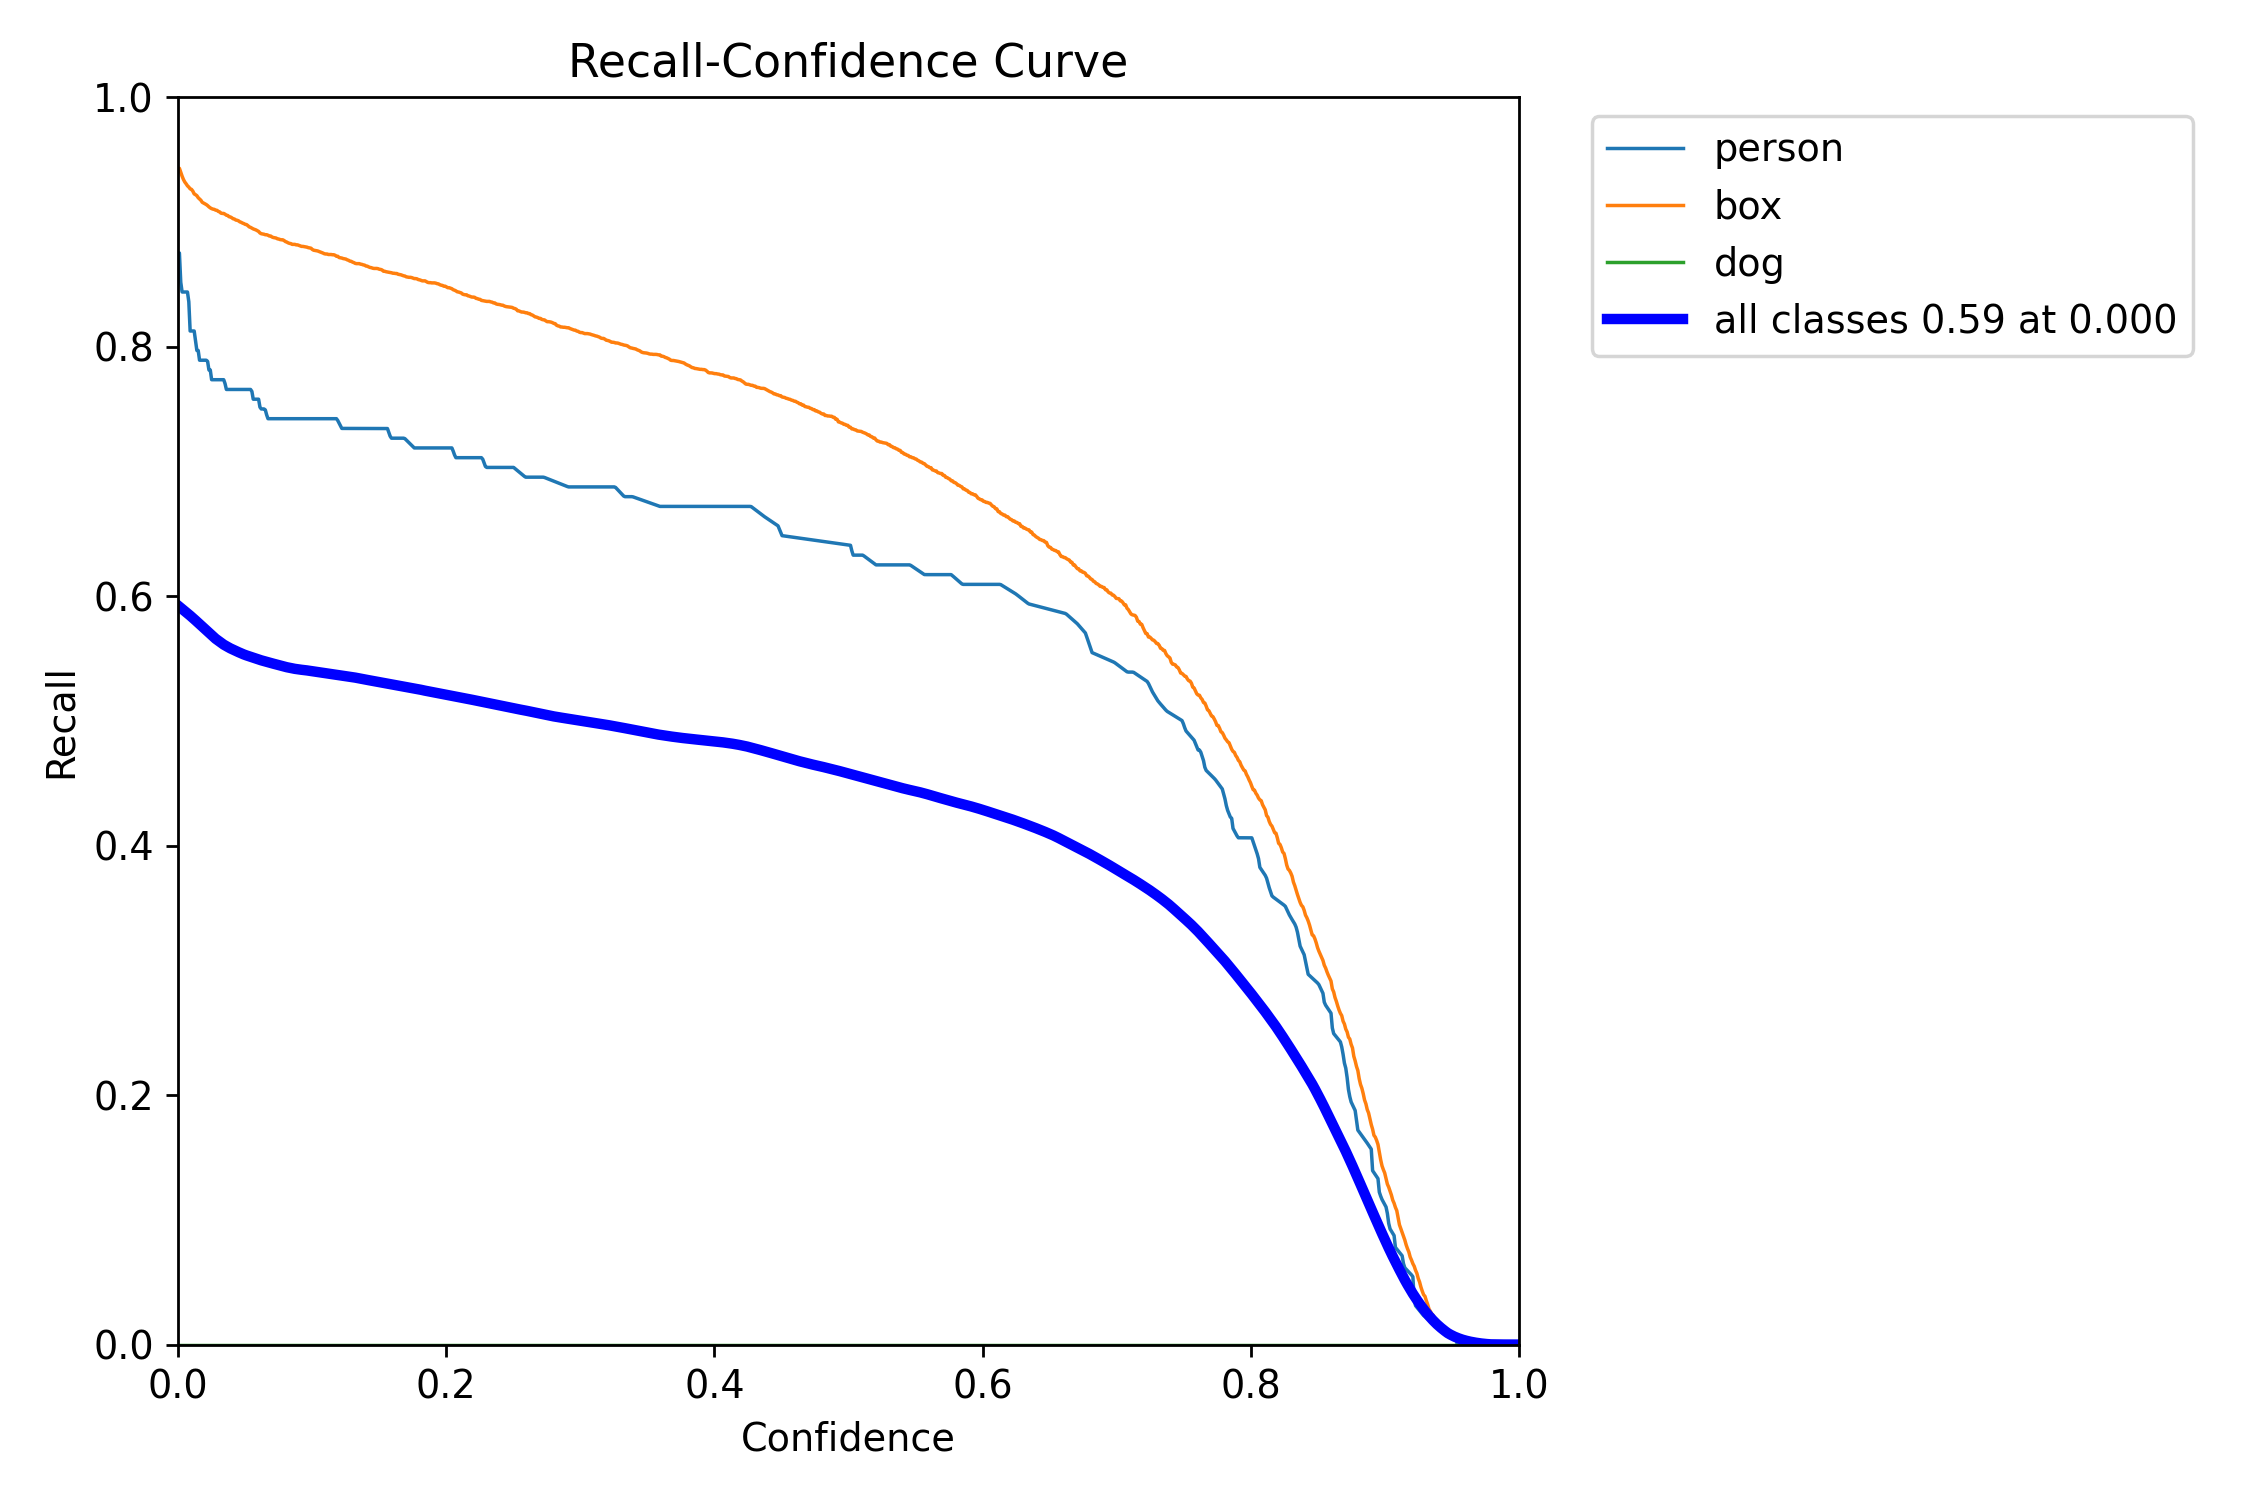 Recall-Confidence Curve
1.0
0.8
0.6
0.4
0.2
0.0
Recall
0.0 0.2 0.4 0.6 0.8 1.0
Confidence
person
box
dog
all classes 0.59 at 0.000